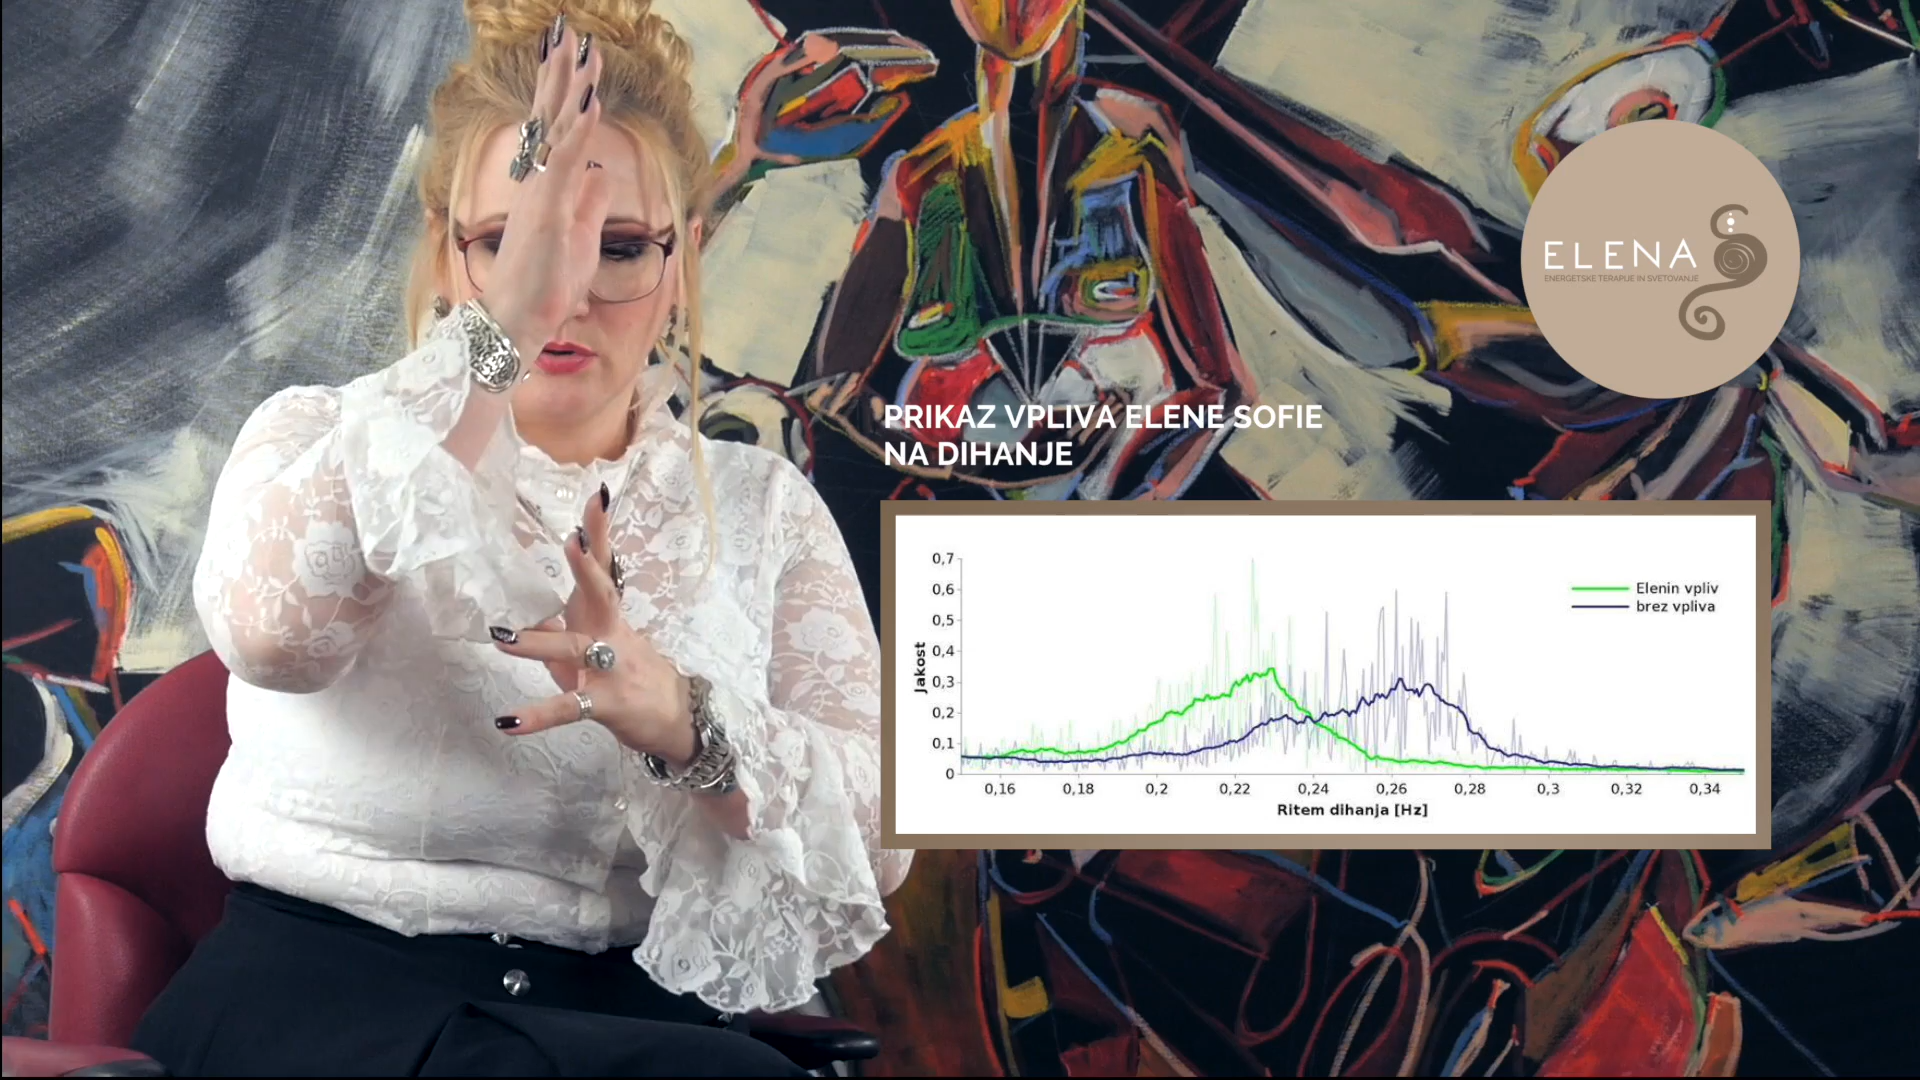 ELENA
ENERGETSKE TERAPIJE IN SVETOVANJE
PRIKAZ VPLIVA ELENE SOFIE
NA DIHANJE
0,7
0,6
0,5
0,4
0,3
0,2
0,1
0
Jakost
Elenin vpliv
brez vpliva
0,16 0,18 0,2 0,22 0,24 0,26 0,28 0,3 0,32 0,34
Ritem dihanja [Hz]